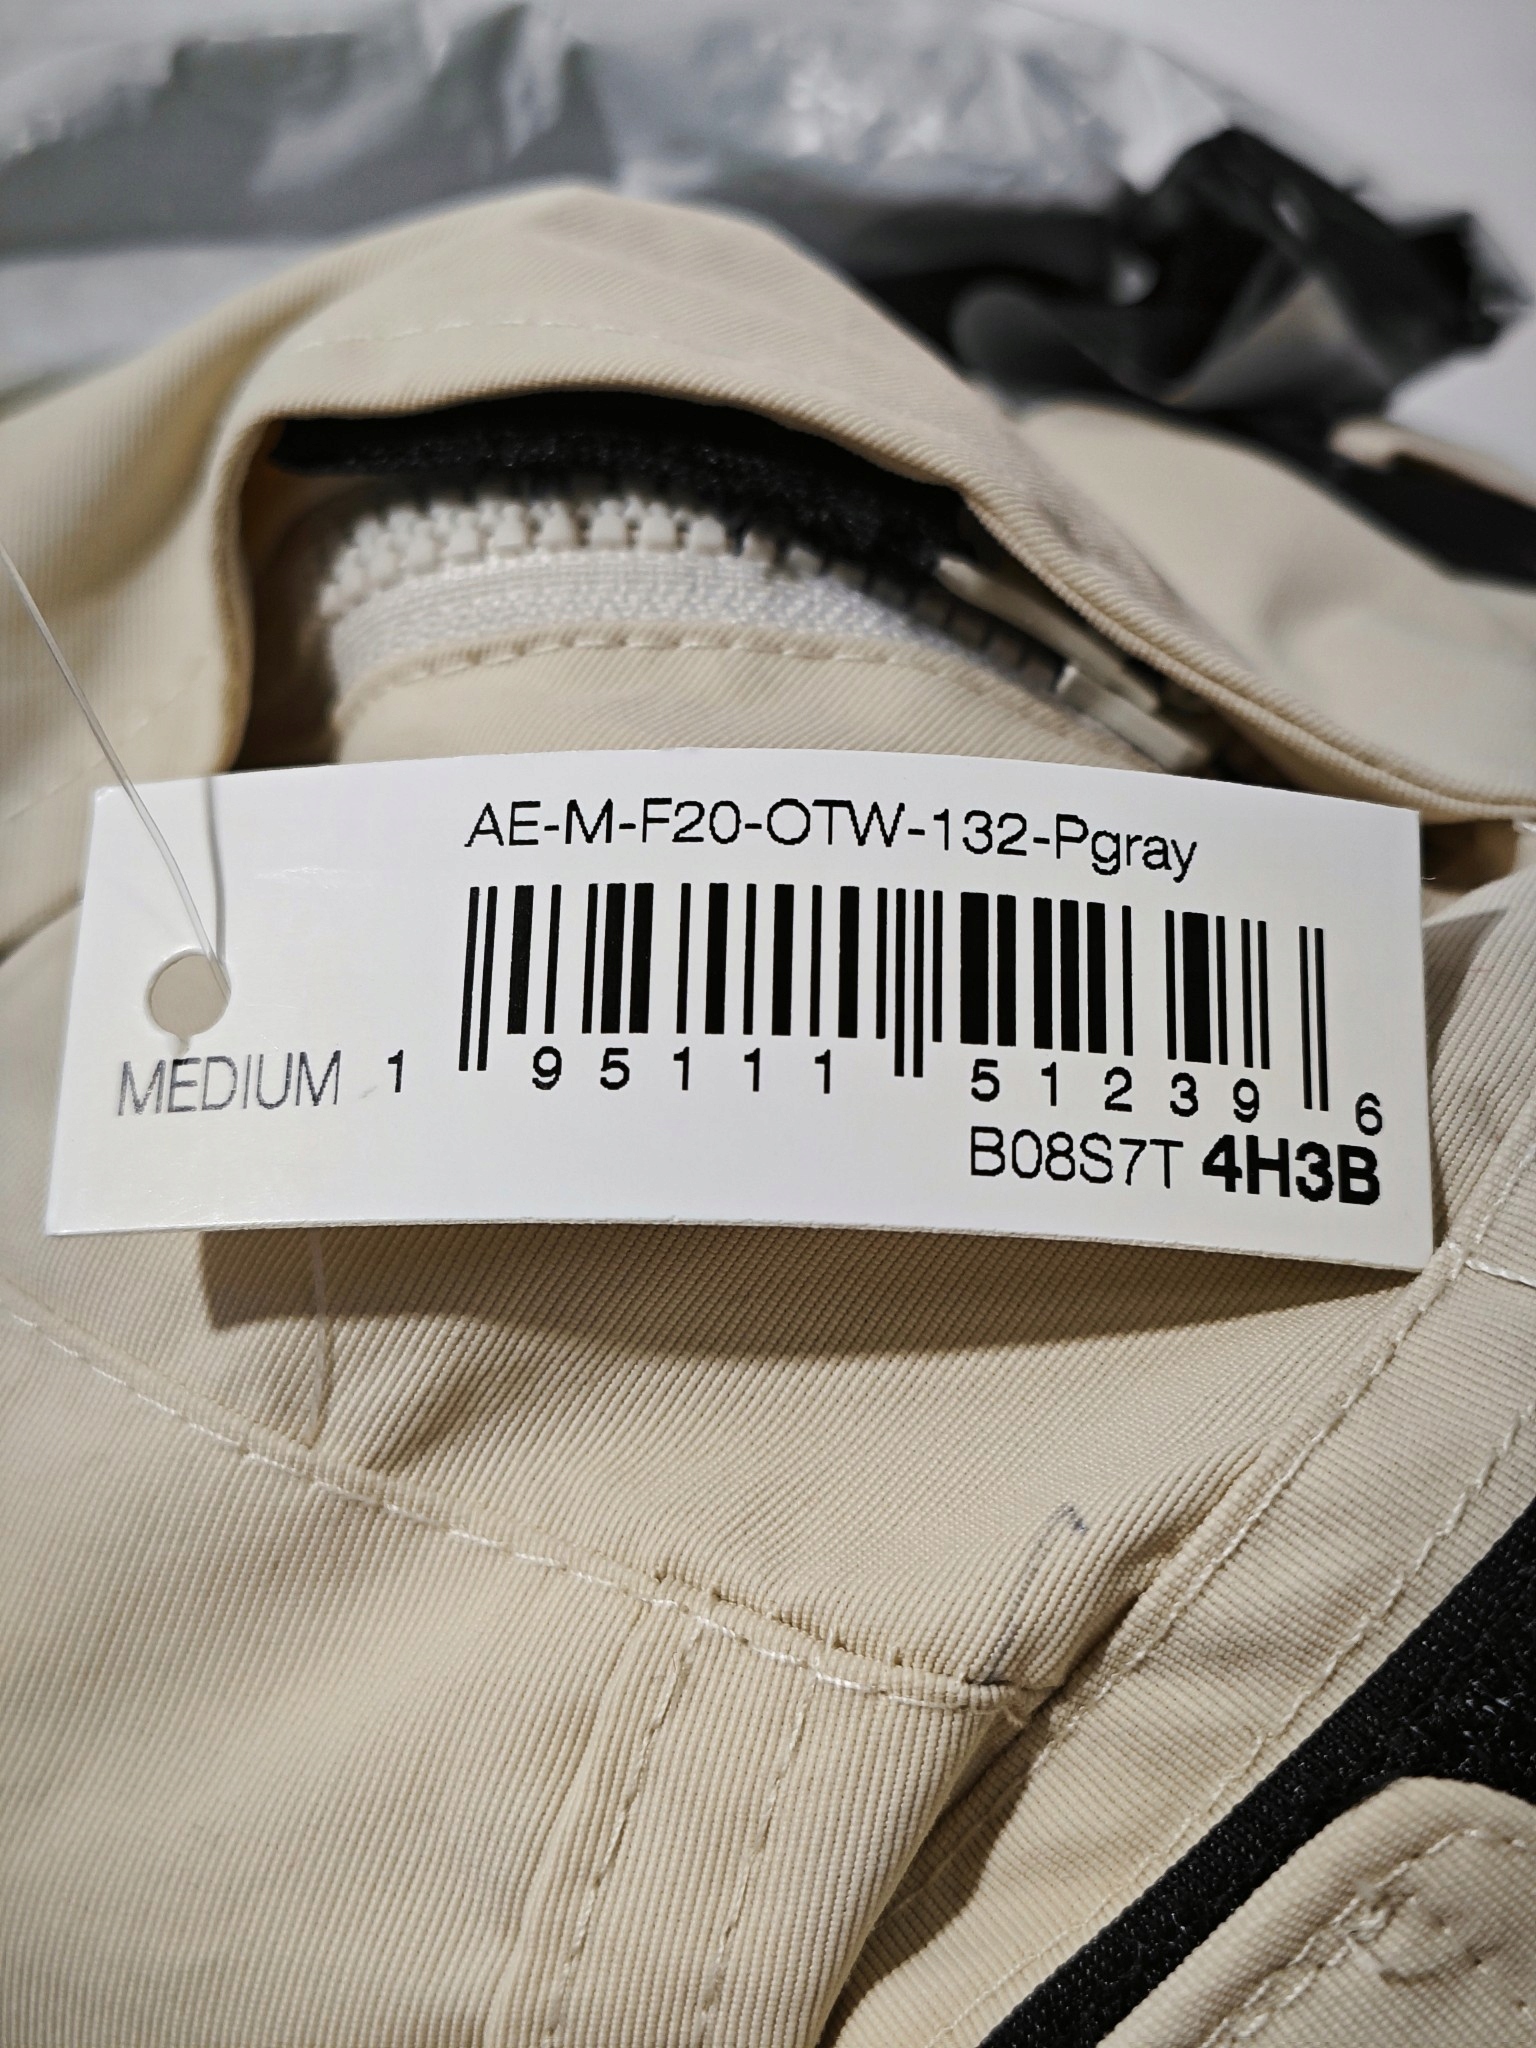 AE-M-F20-OTW-132-Pgray
MEDIUM 1 95111 51239 6
B08S7T 4H3B